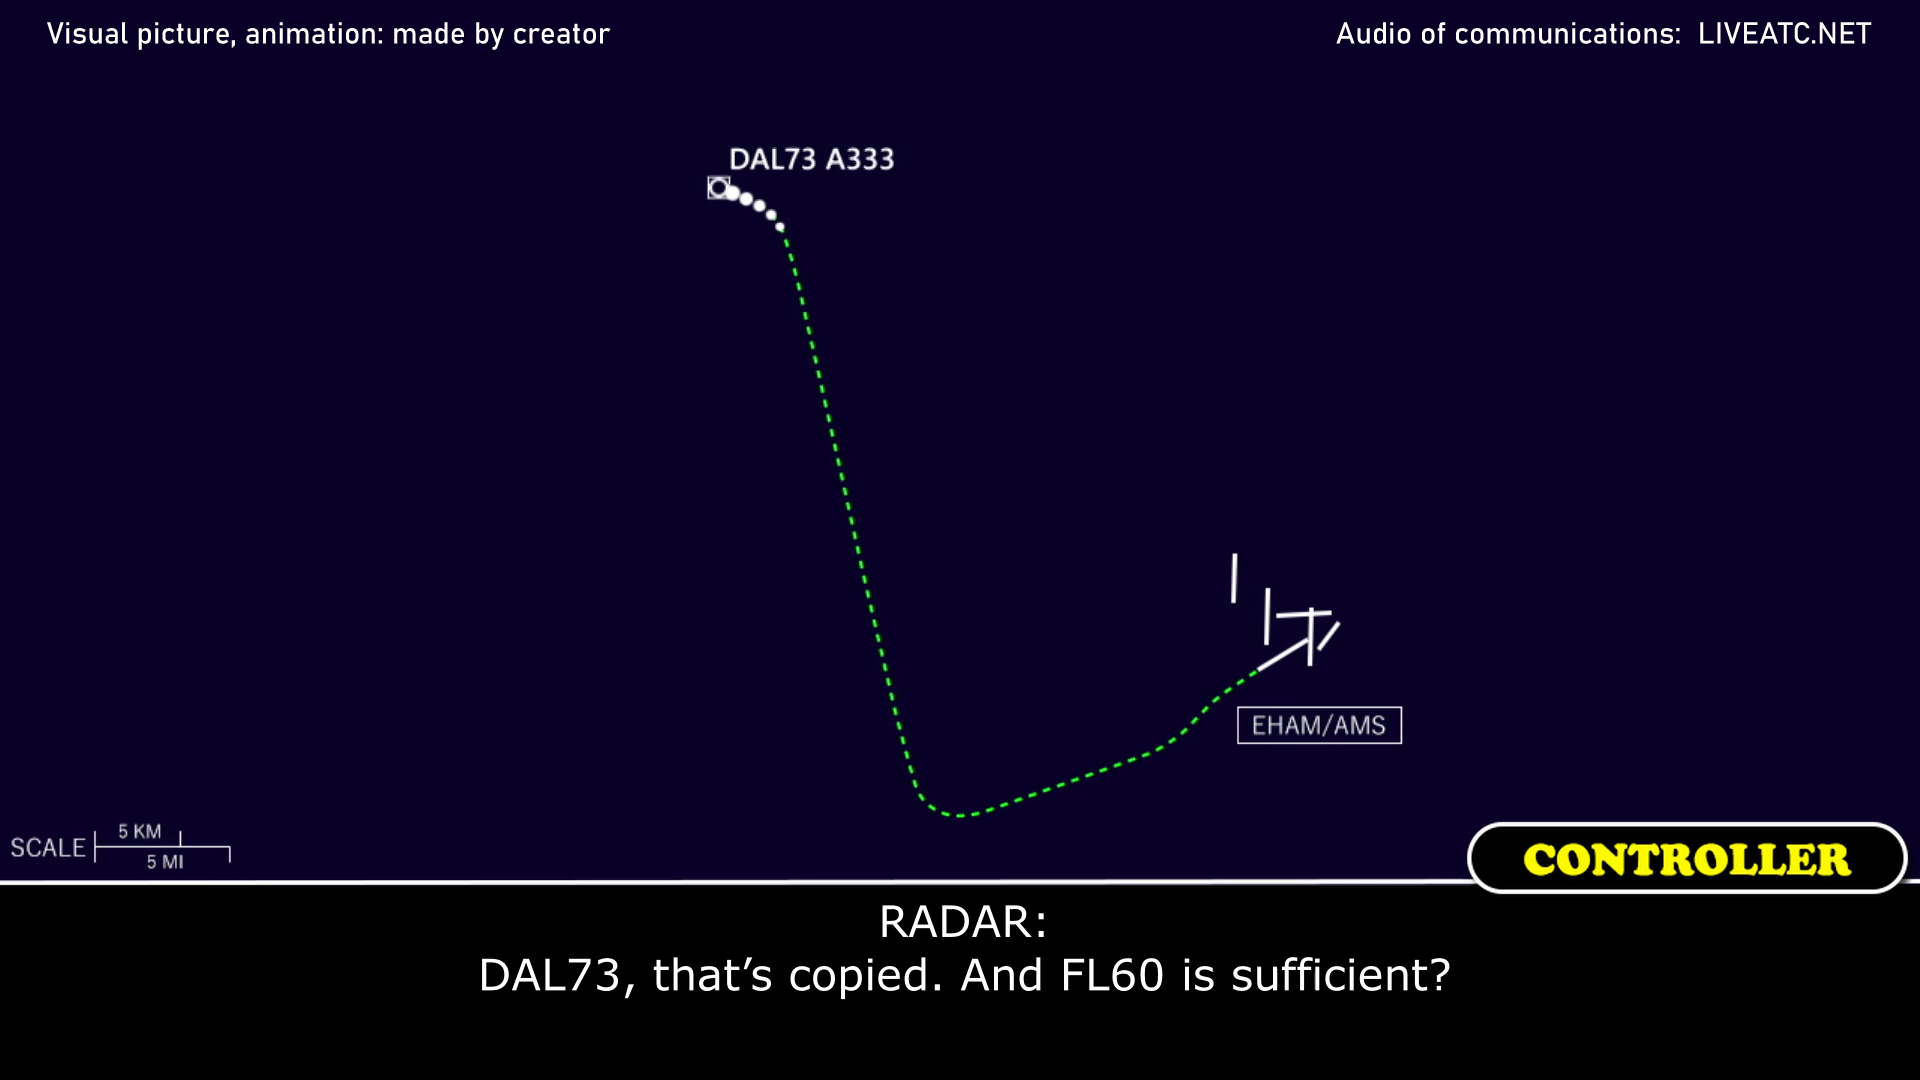 Visual picture, animation: made by creator
Audio of communications: LIVEATC.NET
DAL73 A333
EHAM/AMS
5 KM
SCALE
5 MI
CONTROLLER
RADAR:
DAL73, that’s copied. And FL60 is sufficient?